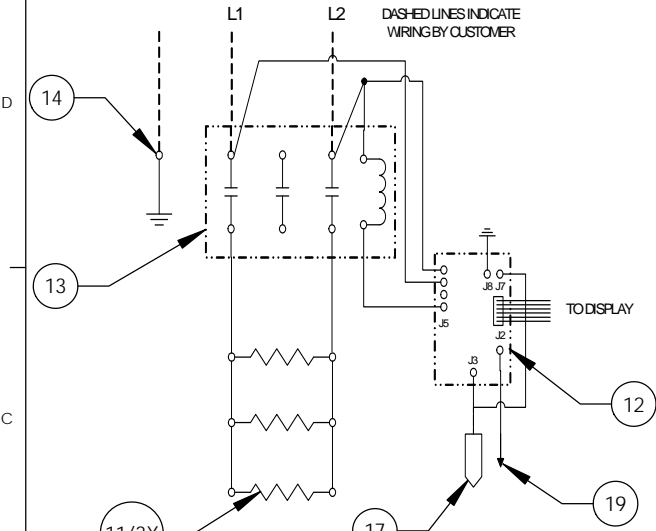 L1
L2
DASHED LINES INDICATE
WIRING BY CUSTOMER
D
14
13
J8
J7
J5
TO DISPLAY
J2
J3
12
C
19
17